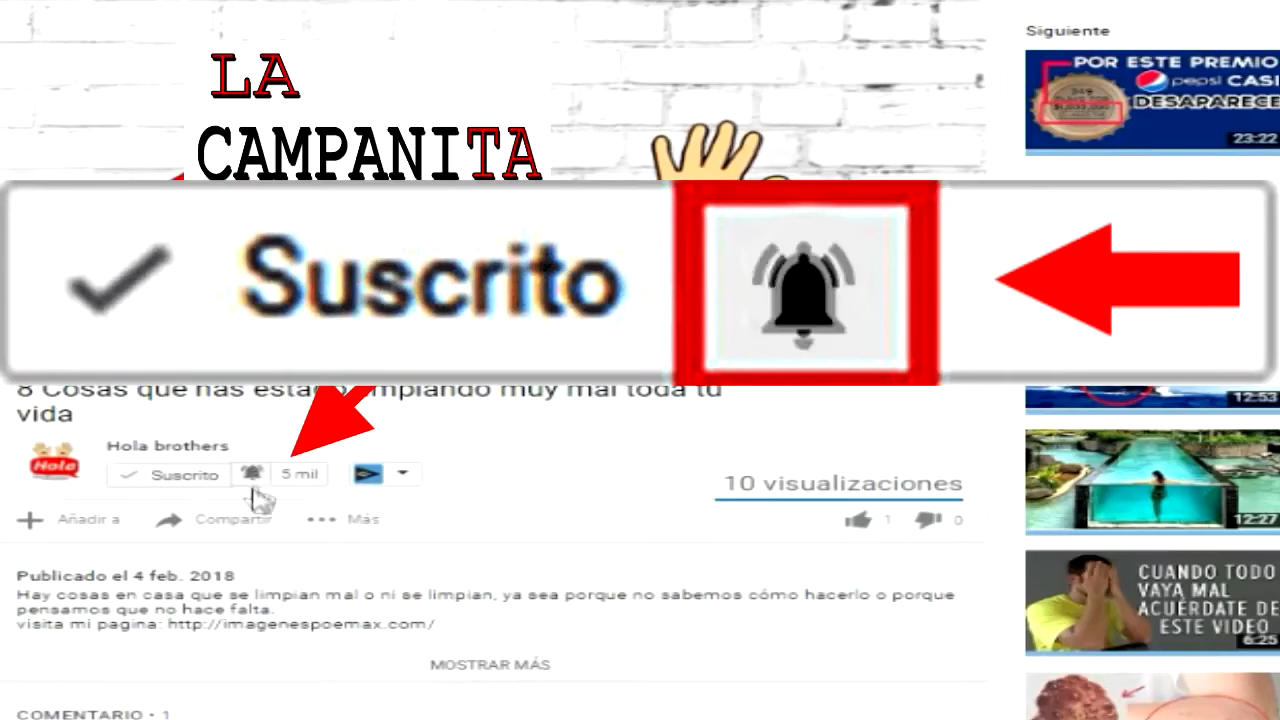 LA
CAMPANITA
Suscrito
8 Cosas que has estado limpiando muy mal toda tu
vida
Hola brothers
Hola
Suscrito
5 mil
10 visualizaciones
Añadir a
Compartir
Más
1
0
Publicado el 4 feb. 2018
Hay cosas en casa que se limpian mal o ni se limpian, ya sea porque no sabemos cómo hacerlo o porque
pensamos que no hace falta.
visita mi pagina: http://imagenespoemax.com/
MOSTRAR MÁS
COMENTARIO • 1
Siguiente
POR ESTE PREMIO
pepsi CASI
DESAPARECE
23:22
12:53
12:27
CUANDO TODO
VAYA MAL
ACUÉRDATE DE
ESTE VIDEO
6:25